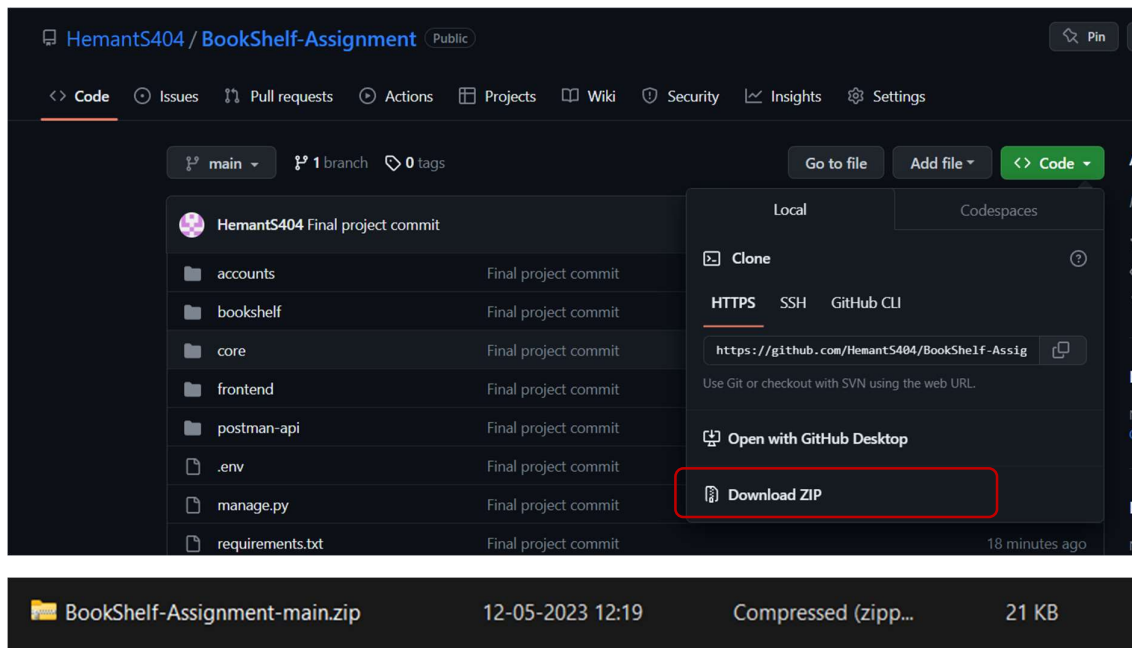 HemantS404 / BookShelf-Assignment Public Pin
Code Issues Pull requests Actions Projects Wiki Security Insights Settings
main 1 branch 0 tags Go to file Add file Code
Local Codespaces
HemantS404 Final project commit
Clone
accounts Final project commit
HTTPS SSH GitHub CLI
bookshelf Final project commit
core Final project commit
https://github.com/HemantS404/BookShelf-Assig
Use Git or checkout with SVN using the web URL.
frontend Final project commit
postman-api Final project commit
Open with GitHub Desktop
.env Final project commit
Download ZIP
manage.py Final project commit
requirements.txt Final project commit 18 minutes ago
BookShelf-Assignment-main.zip 12-05-2023 12:19 Compressed (zipp... 21 KB